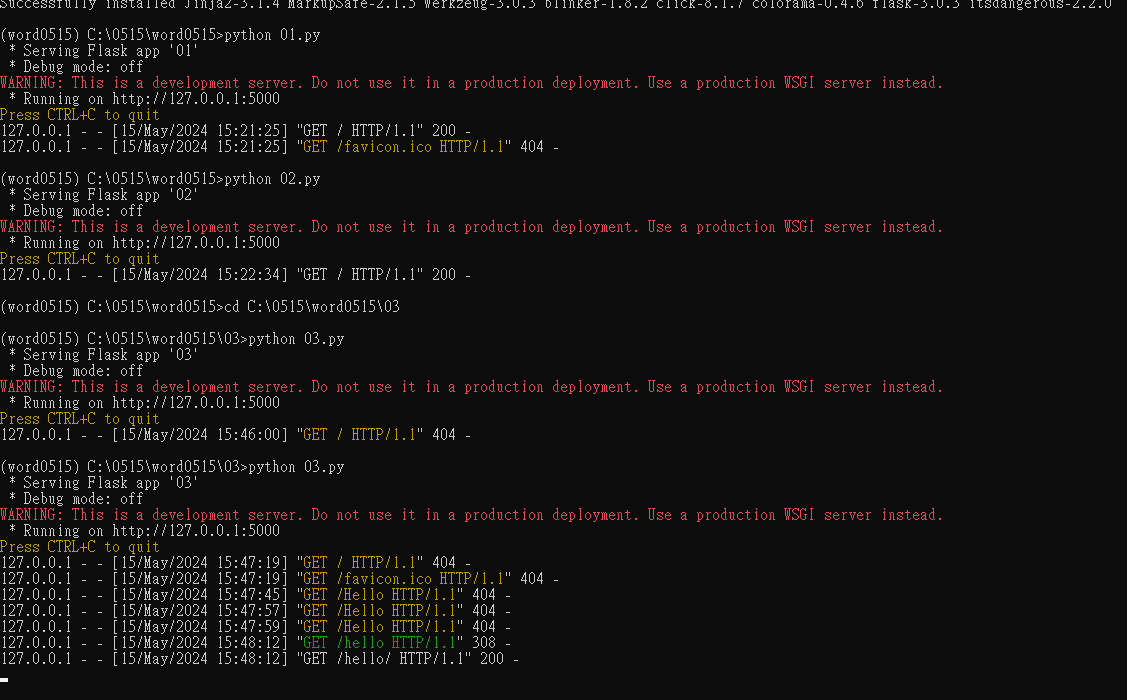 Successfully installed Jinja2-3.1.4 MarkupSafe-2.1.5 Werkzeug-3.0.3 blinker-1.8.2 click-8.1.7 colorama-0.4.6 flask-3.0.3 itsdangerous-2.2.0
(word0515) C:\0515\word0515>python 01.py
 * Serving Flask app '01'
 * Debug mode: off
WARNING: This is a development server. Do not use it in a production deployment. Use a production WSGI server instead.
 * Running on http://127.0.0.1:5000
Press CTRL+C to quit
127.0.0.1 - - [15/May/2024 15:21:25] "GET / HTTP/1.1" 200 -
127.0.0.1 - - [15/May/2024 15:21:25] "GET /favicon.ico HTTP/1.1" 404 -
(word0515) C:\0515\word0515>python 02.py
 * Serving Flask app '02'
 * Debug mode: off
WARNING: This is a development server. Do not use it in a production deployment. Use a production WSGI server instead.
 * Running on http://127.0.0.1:5000
Press CTRL+C to quit
127.0.0.1 - - [15/May/2024 15:22:34] "GET / HTTP/1.1" 200 -
(word0515) C:\0515\word0515>cd C:\0515\word0515\03
(word0515) C:\0515\word0515\03>python 03.py
 * Serving Flask app '03'
 * Debug mode: off
WARNING: This is a development server. Do not use it in a production deployment. Use a production WSGI server instead.
 * Running on http://127.0.0.1:5000
Press CTRL+C to quit
127.0.0.1 - - [15/May/2024 15:46:00] "GET / HTTP/1.1" 404 -
(word0515) C:\0515\word0515\03>python 03.py
 * Serving Flask app '03'
 * Debug mode: off
WARNING: This is a development server. Do not use it in a production deployment. Use a production WSGI server instead.
 * Running on http://127.0.0.1:5000
Press CTRL+C to quit
127.0.0.1 - - [15/May/2024 15:47:19] "GET / HTTP/1.1" 404 -
127.0.0.1 - - [15/May/2024 15:47:19] "GET /favicon.ico HTTP/1.1" 404 -
127.0.0.1 - - [15/May/2024 15:47:45] "GET /Hello HTTP/1.1" 404 -
127.0.0.1 - - [15/May/2024 15:47:57] "GET /Hello HTTP/1.1" 404 -
127.0.0.1 - - [15/May/2024 15:47:59] "GET /Hello HTTP/1.1" 404 -
127.0.0.1 - - [15/May/2024 15:48:12] "GET /hello HTTP/1.1" 308 -
127.0.0.1 - - [15/May/2024 15:48:12] "GET /hello/ HTTP/1.1" 200 -